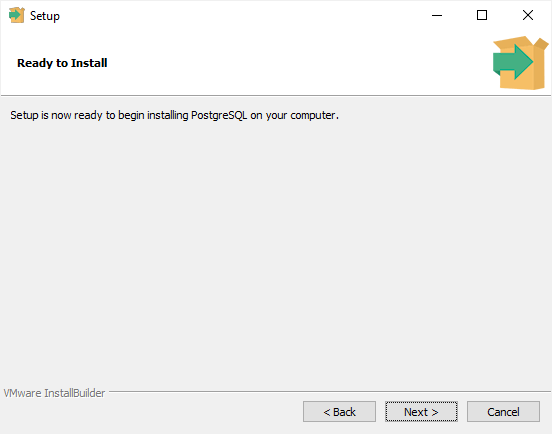 Setup
Ready to Install
Setup is now ready to begin installing PostgreSQL on your computer.
VMware InstallBuilder
< Back
Next >
Cancel